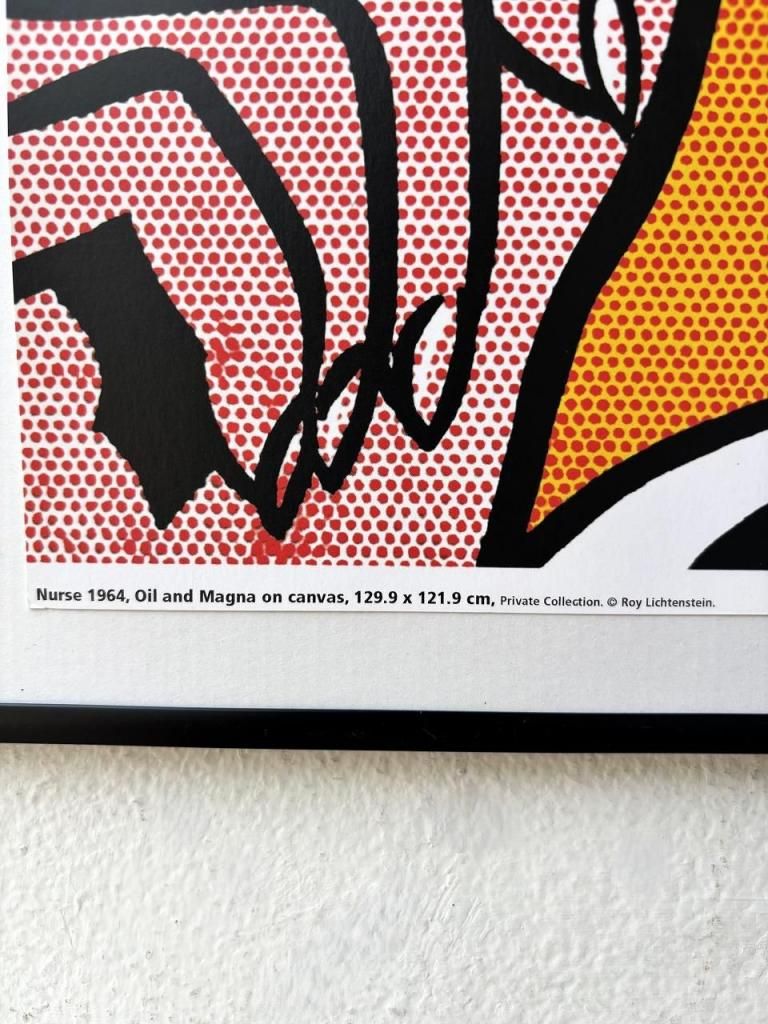 Nurse 1964, Oil and Magna on canvas, 129.9 x 121.9 cm, Private Collection. © Roy Lichtenstein.